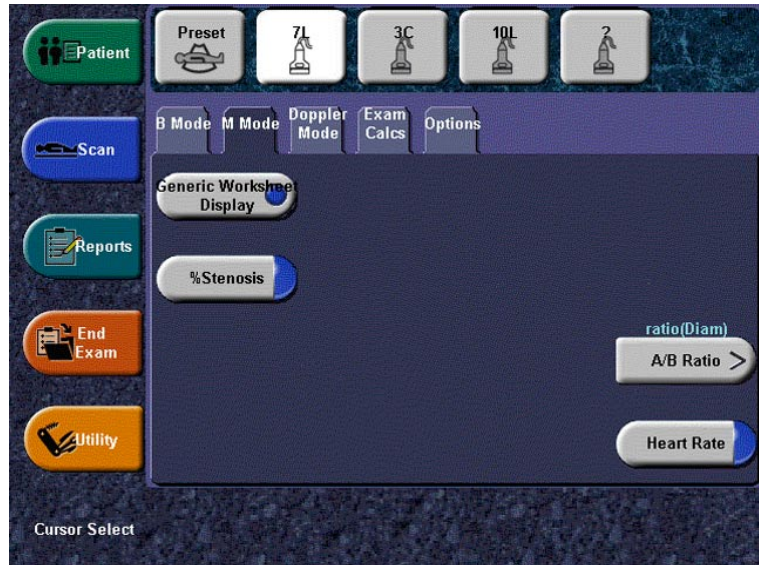 Patient
Preset
7L
3C
10L
?
B Mode
M Mode
Doppler
Mode
Exam
Calcs
Options
Scan
Generic Worksheet
Display
Reports
%Stenosis
End
Exam
ratio(Diam)
A/B Ratio >
Utility
Heart Rate
Cursor Select